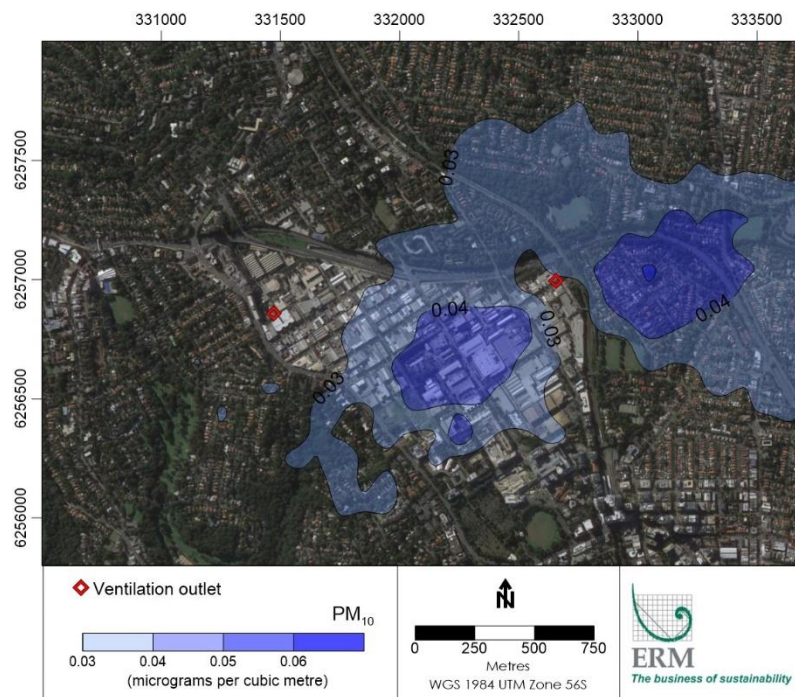 331000 331500 332000 332500 333000 333500
6257500
6257000
6256500
6256000
0.03
0.04
0.03
0.03
0.04
Ventilation outlet
PM10
0.03 0.04 0.05 0.06
(micrograms per cubic metre)
N
0 250 500 750
Metres
WGS 1984 UTM Zone 56S
ERM
The business of sustainability